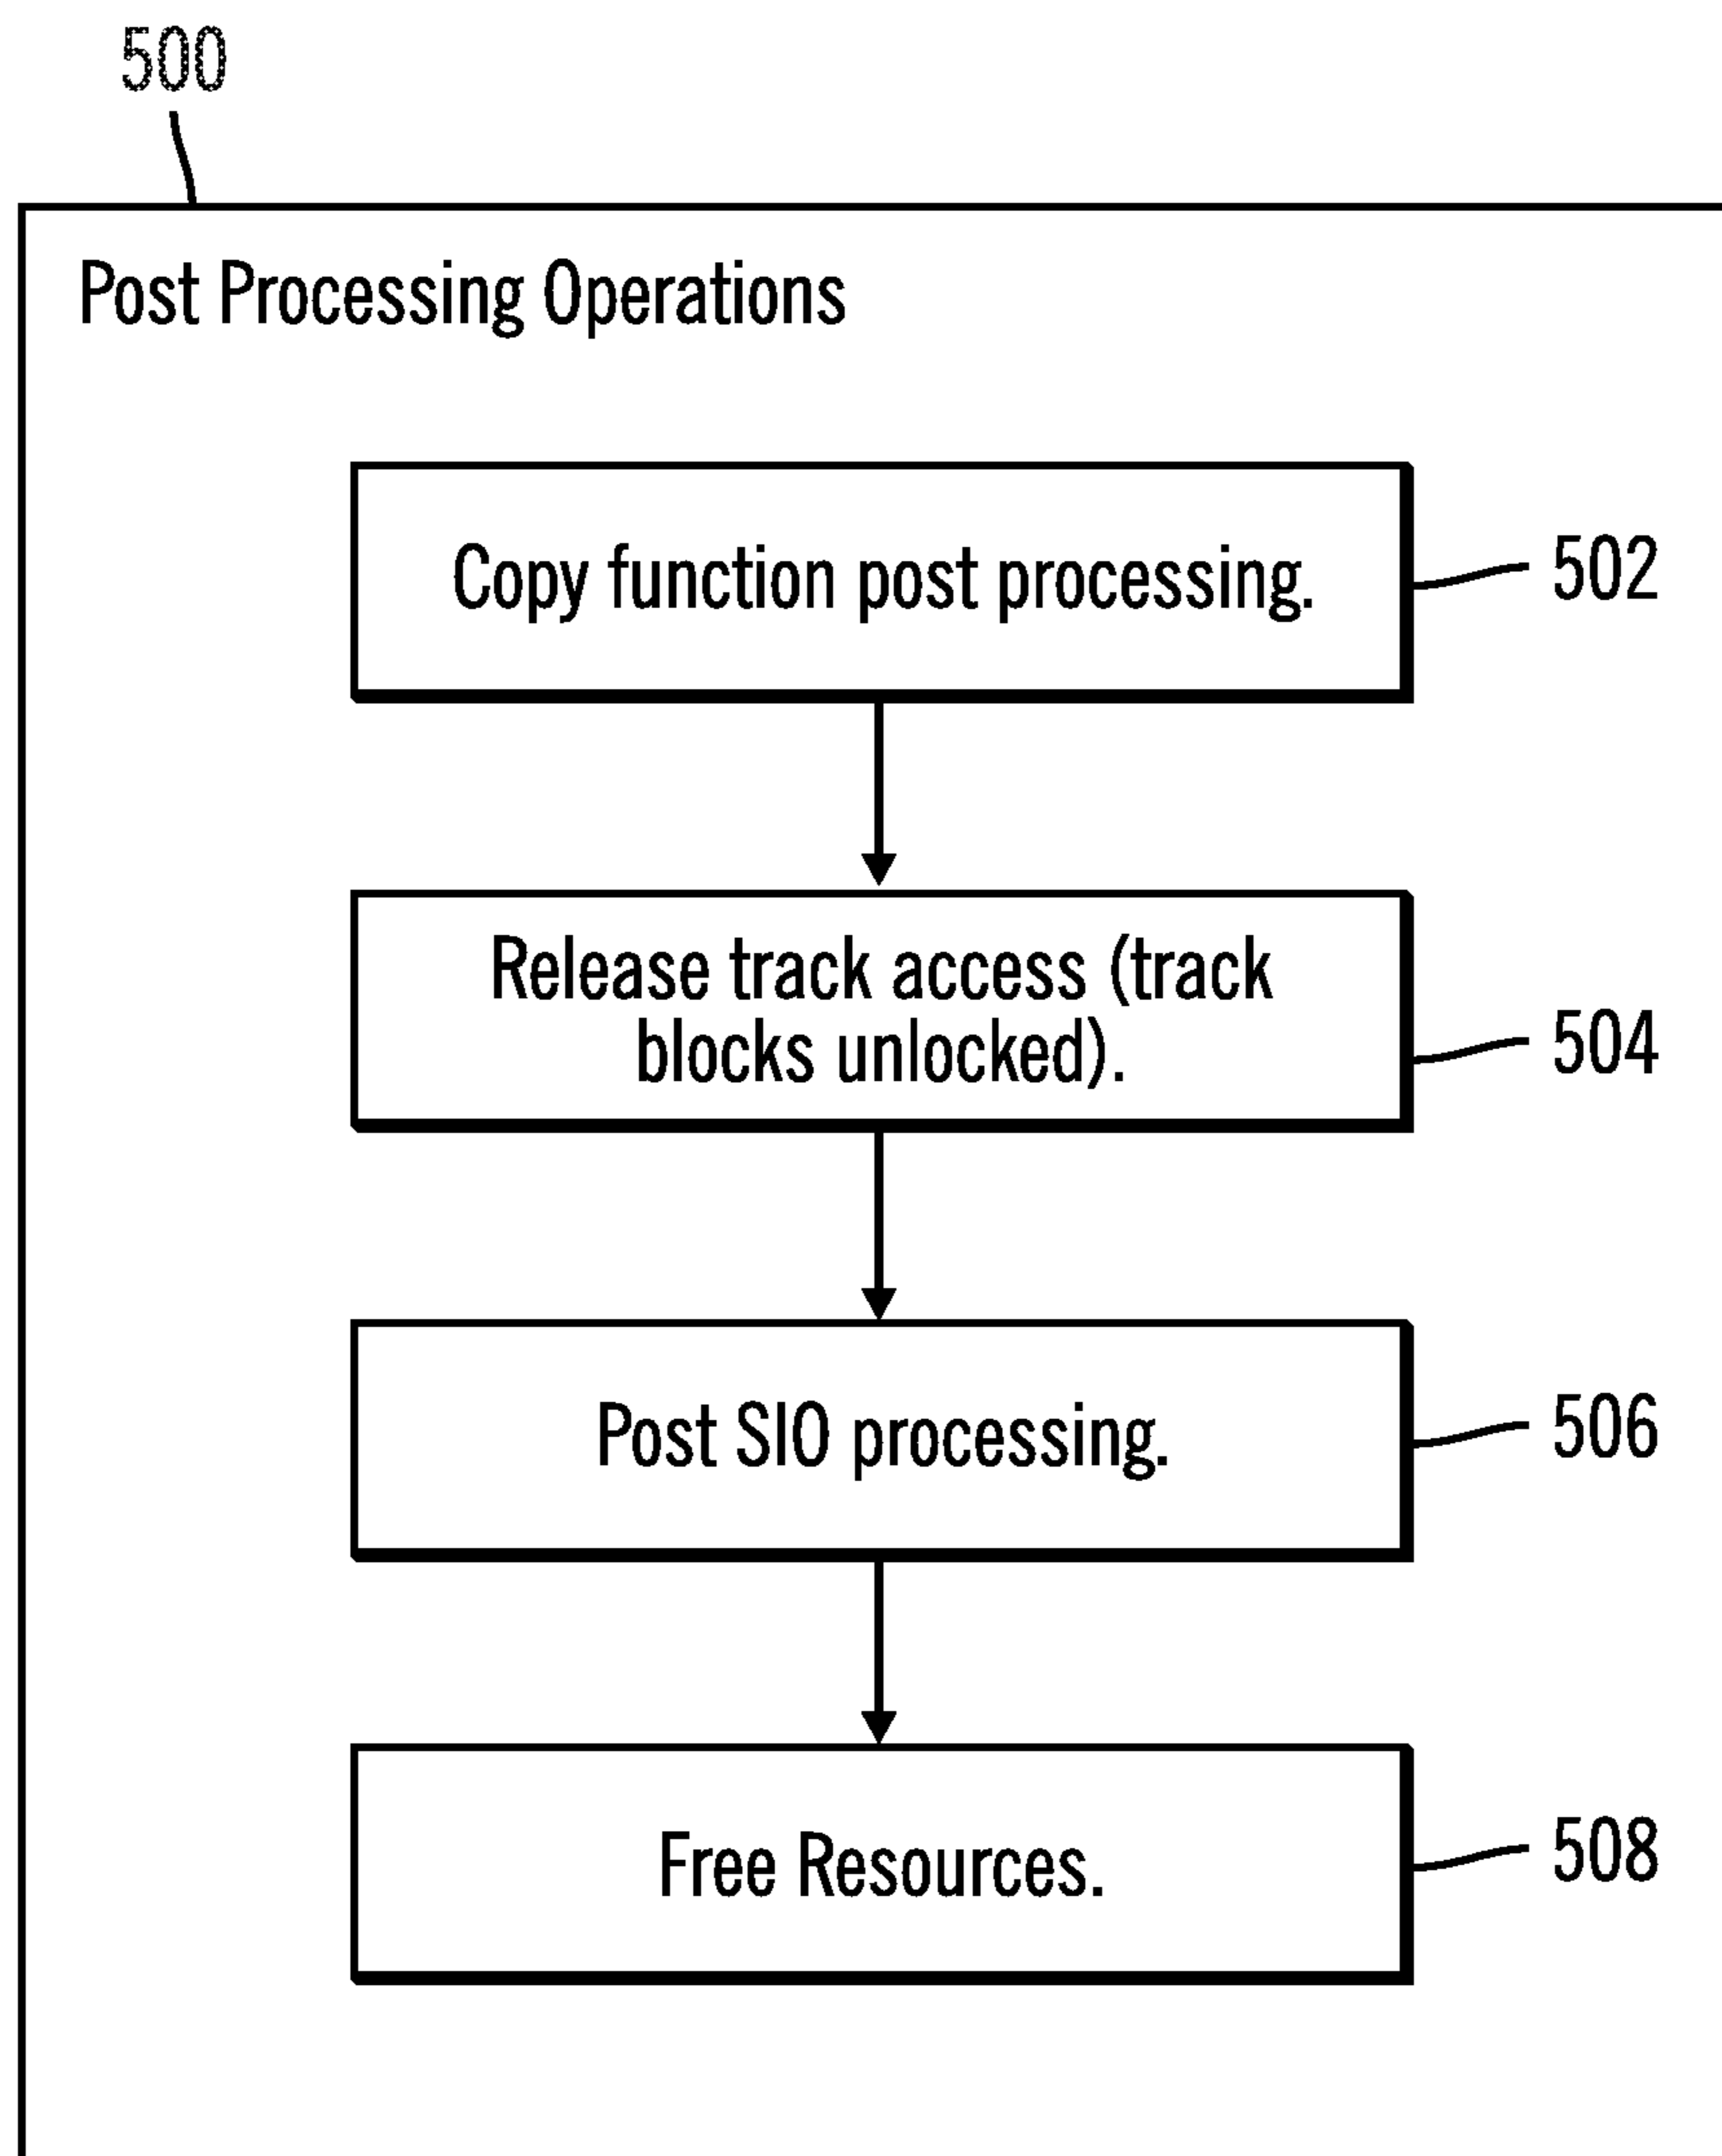 500
Post Processing Operations
Copy function post processing.
502
Release track access (track
blocks unlocked).
504
Post SIO processing.
506
Free Resources.
508